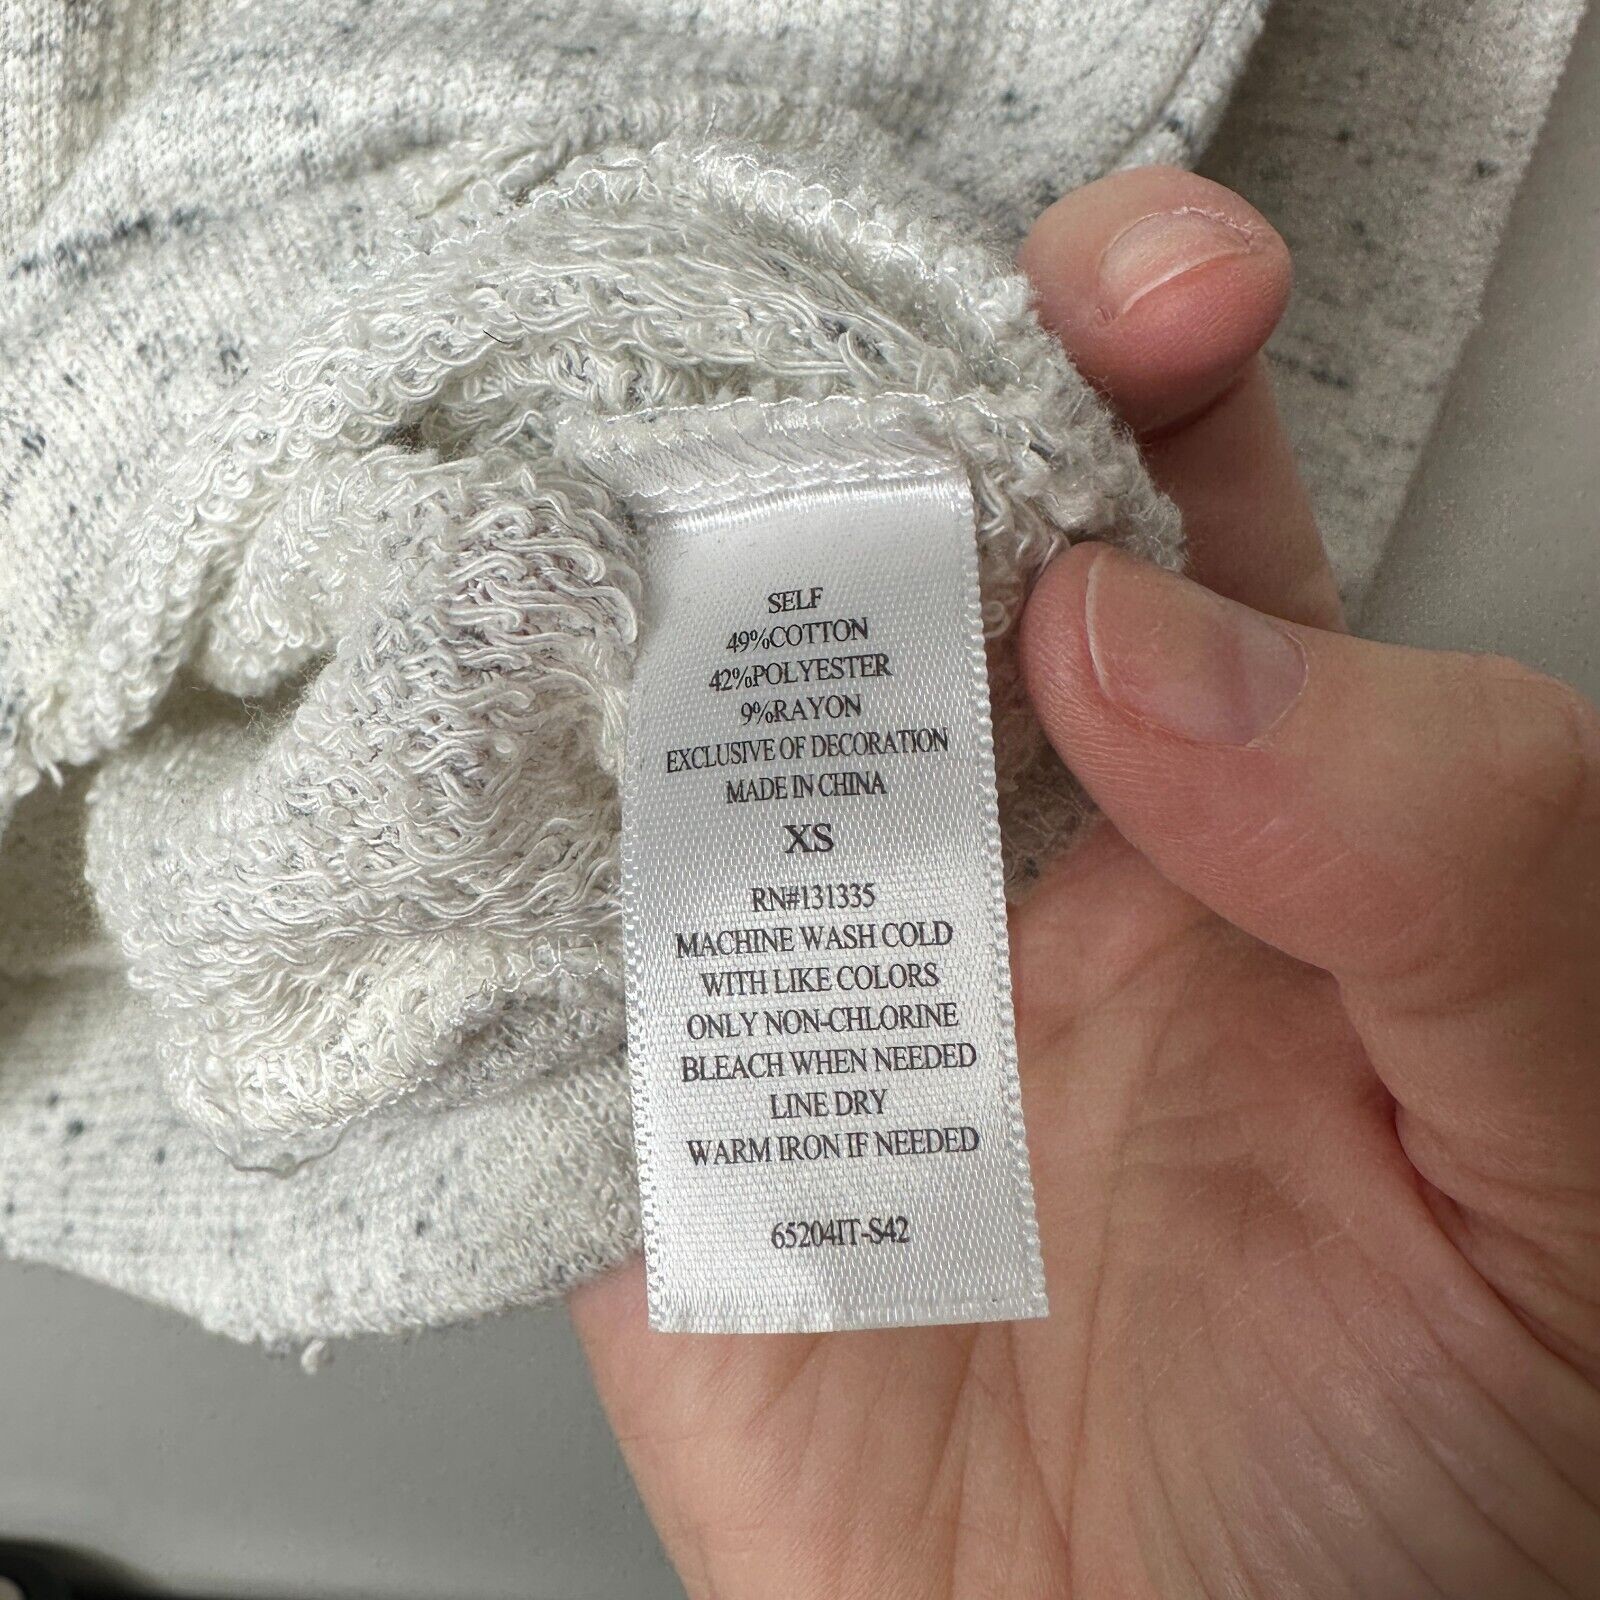 SELF
49%COTTON
42%POLYESTER
9%RAYON
EXCLUSIVE OF DECORATION
MADE IN CHINA
XS
RN#131335
MACHINE WASH COLD
WITH LIKE COLORS
ONLY NON-CHLORINE
BLEACH WHEN NEEDED
LINE DRY
WARM IRON IF NEEDED
65204IT-S42